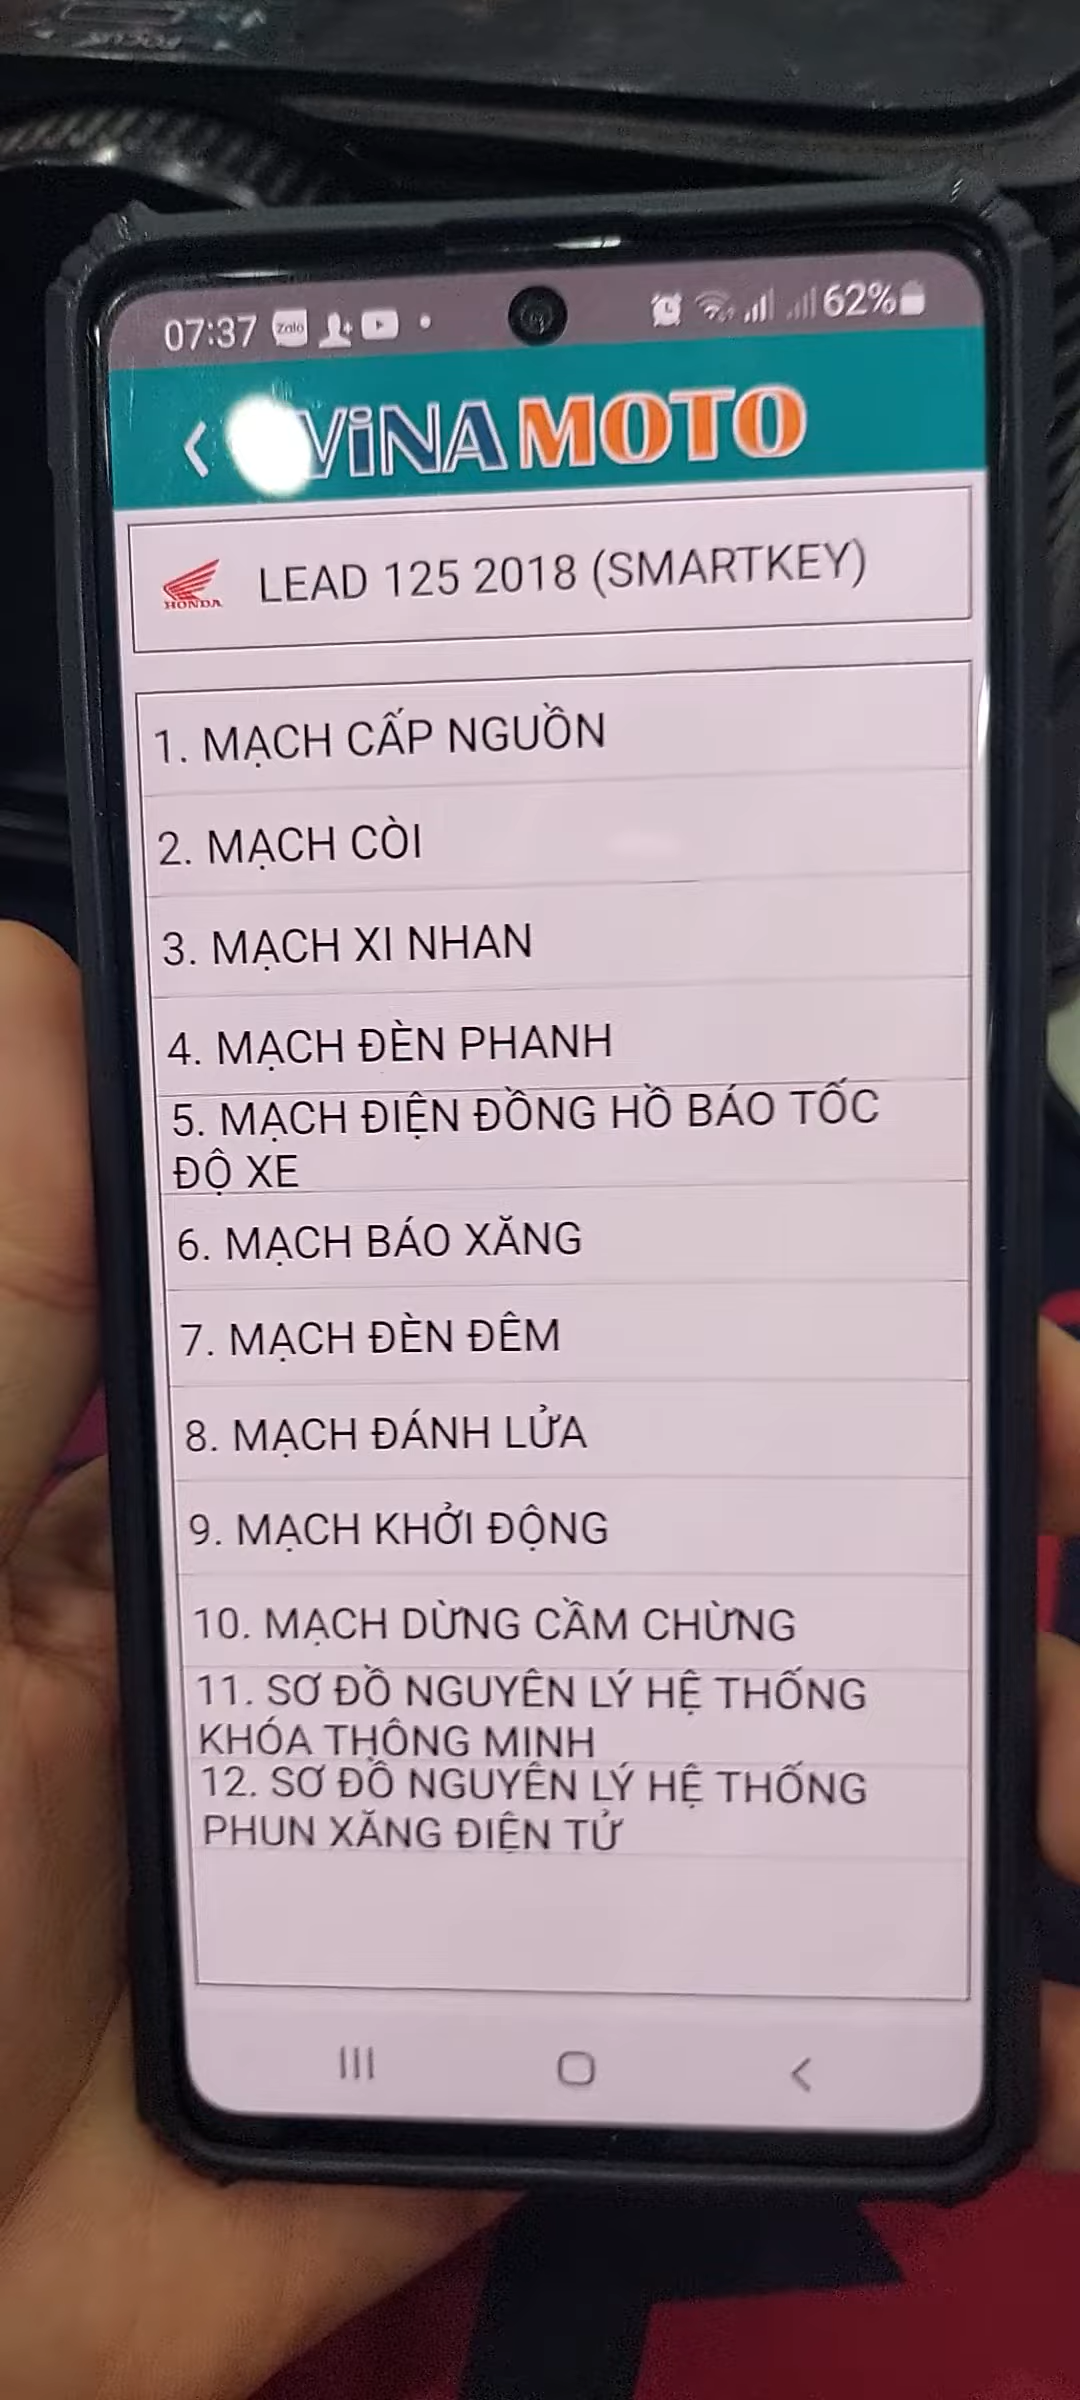 07:37 Zalo 62%
ViNA MOTO
HONDA
LEAD 125 2018 (SMARTKEY)
1. MẠCH CẤP NGUỒN
2. MẠCH CÒI
3. MẠCH XI NHAN
4. MẠCH ĐÈN PHANH
5. MẠCH ĐIỆN ĐỒNG HỒ BÁO TỐC
ĐỘ XE
6. MẠCH BÁO XĂNG
7. MẠCH ĐÈN ĐÊM
8. MẠCH ĐÁNH LỬA
9. MẠCH KHỞI ĐỘNG
10. MẠCH DỪNG CẦM CHỪNG
11. SƠ ĐỒ NGUYÊN LÝ HỆ THỐNG
KHÓA THÔNG MINH
12. SƠ ĐỒ NGUYÊN LÝ HỆ THỐNG
PHUN XĂNG ĐIỆN TỬ